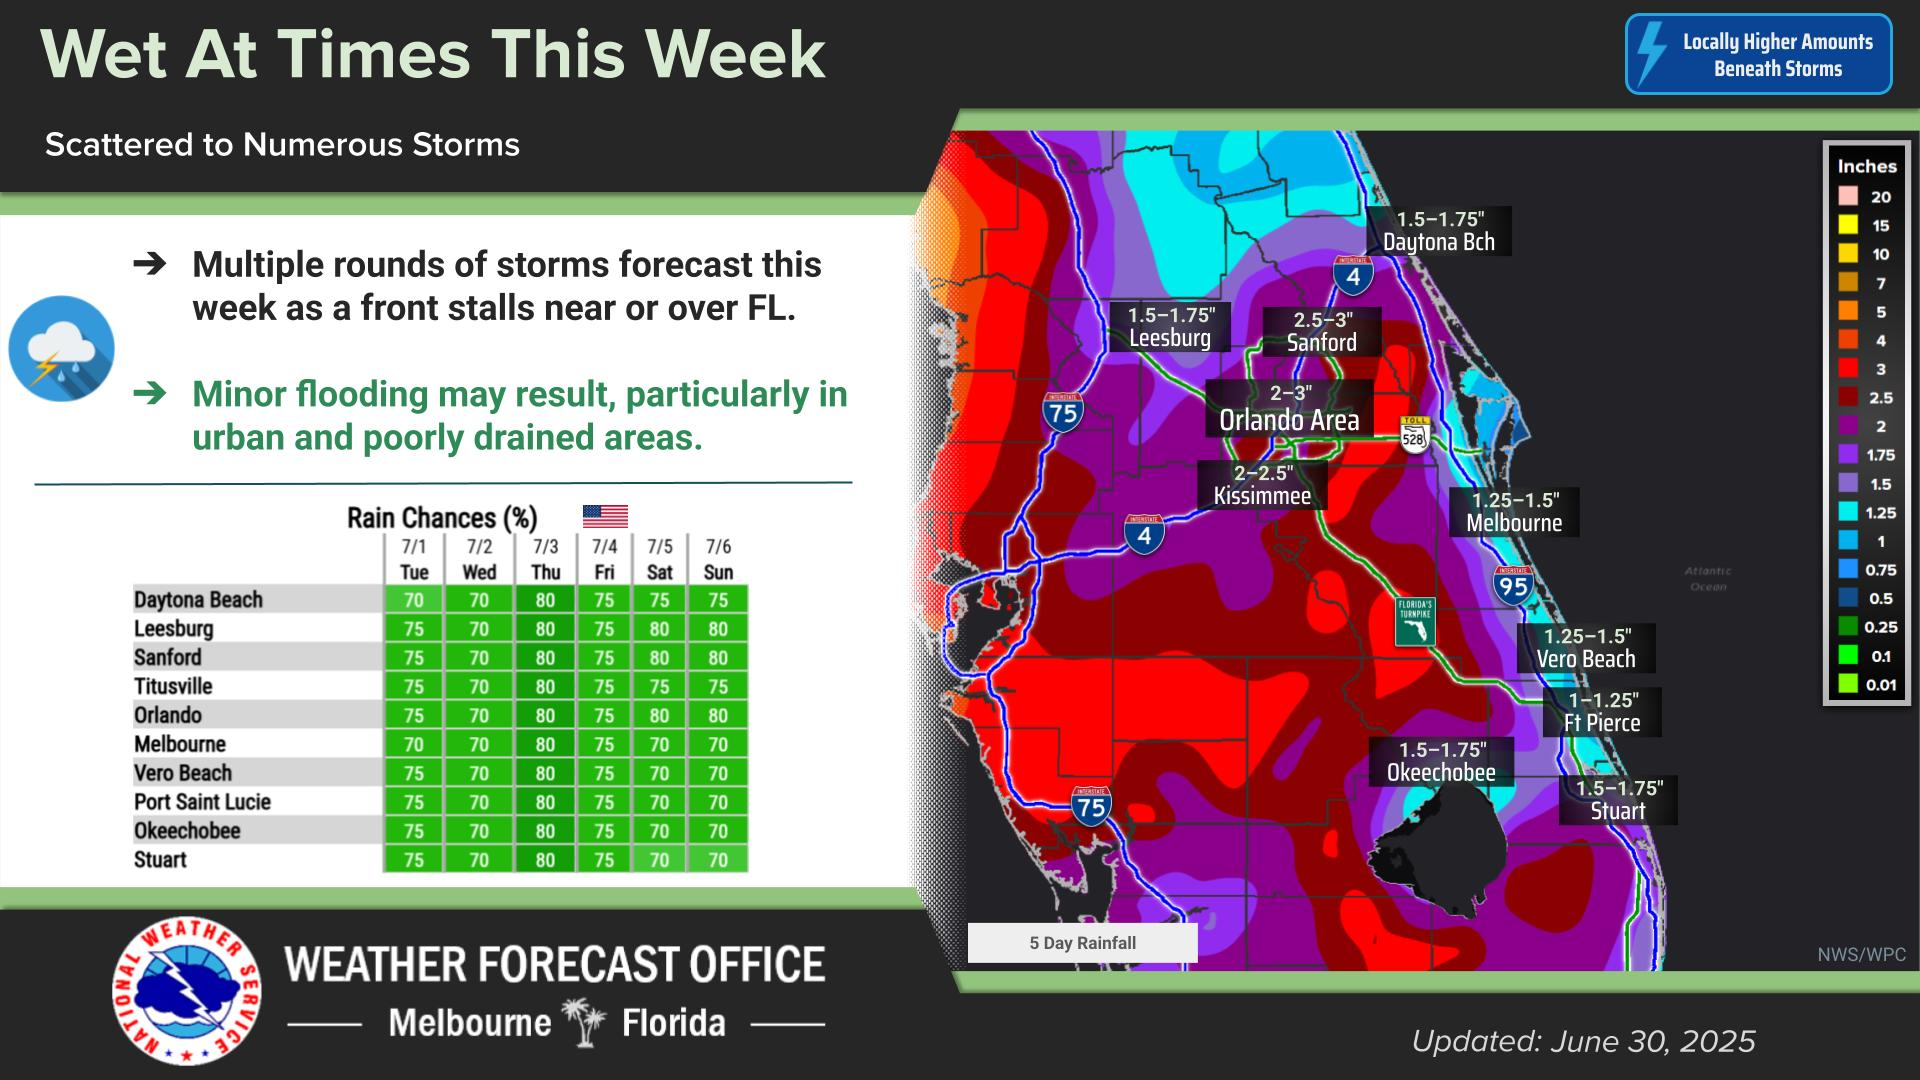 Wet At Times This Week
Locally Higher Amounts
Beneath Storms
Scattered to Numerous Storms
➔ Multiple rounds of storms forecast this
week as a front stalls near or over FL.
➔ Minor flooding may result, particularly in
urban and poorly drained areas.
Rain Chances (%)
7/1 7/2 7/3 7/4 7/5 7/6
Tue Wed Thu Fri Sat Sun
Daytona Beach 70 70 80 75 75 75
Leesburg 75 70 80 75 80 80
Sanford 75 70 80 75 80 80
Titusville 75 70 80 75 75 75
Orlando 75 70 80 75 80 80
Melbourne 70 70 80 75 70 70
Vero Beach 75 70 80 75 70 70
Port Saint Lucie 75 70 80 75 70 70
Okeechobee 75 70 80 75 70 70
Stuart 75 70 80 75 70 70
1.5–1.75"
Daytona Bch
INTERSTATE
4
1.5–1.75"
Leesburg
2.5–3"
Sanford
2–3"
Orlando Area
INTERSTATE
75
TOLL
528
2–2.5"
Kissimmee
1.25–1.5"
Melbourne
INTERSTATE
4
INTERSTATE
95
FLORIDA'S
TURNPIKE
1.25–1.5"
Vero Beach
1–1.25"
Ft Pierce
1.5–1.75"
Okeechobee
1.5–1.75"
Stuart
INTERSTATE
75
Atlantic
Ocean
5 Day Rainfall
NWS/WPC
Inches
20
15
10
7
5
4
3
2.5
2
1.75
1.5
1.25
1
0.75
0.5
0.25
0.1
0.01
NATIONAL WEATHER SERVICE
WEATHER FORECAST OFFICE
Melbourne Florida
Updated: June 30, 2025